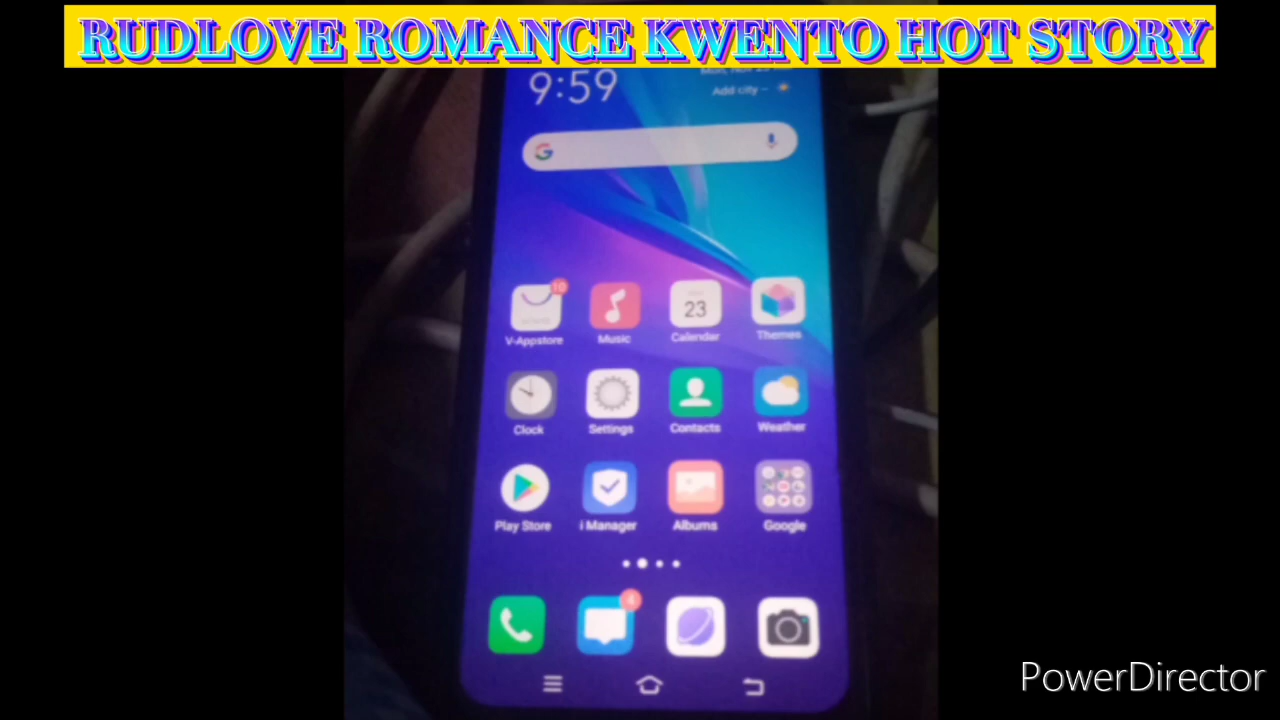 RUDLOVE ROMANCE KWENTO HOT STORY
9:59
Add city –
10
V-Appstore
Music
23
Calendar
Themes
Clock
Settings
Contacts
Weather
Play Store
i Manager
Albums
Google
PowerDirector